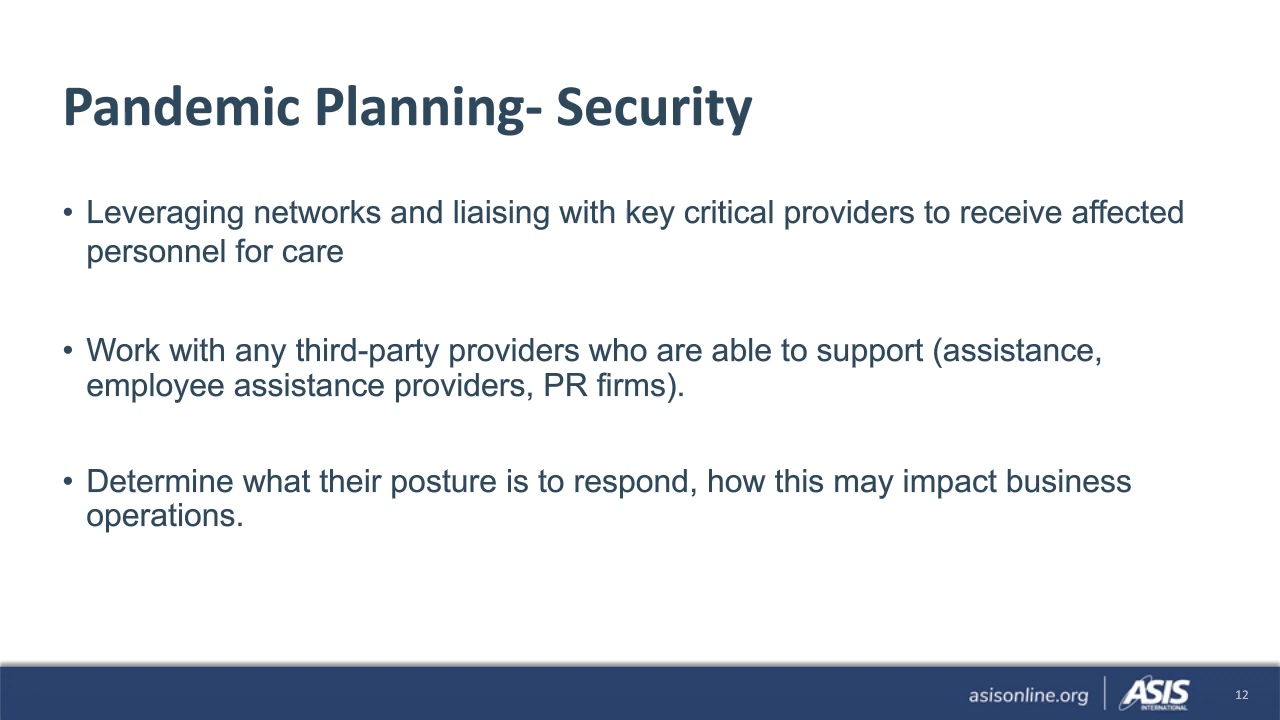 Pandemic Planning- Security
• Leveraging networks and liaising with key critical providers to receive affected
personnel for care
• Work with any third-party providers who are able to support (assistance,
employee assistance providers, PR firms).
• Determine what their posture is to respond, how this may impact business
operations.
asisonline.org
ASIS
INTERNATIONAL
12